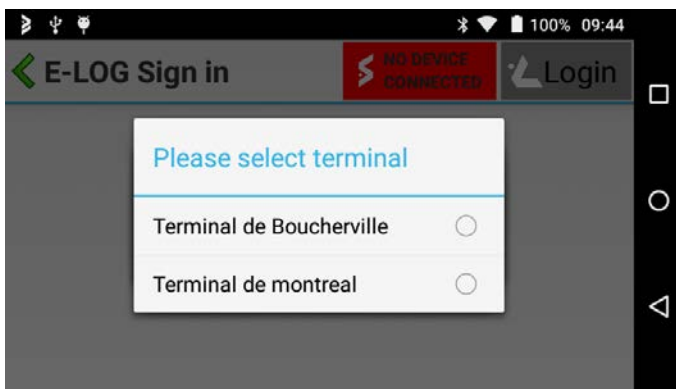 100% 09:44
E-LOG Sign in
NO DEVICE
CONNECTED
Login
Please select terminal
Terminal de Boucherville
Terminal de montreal